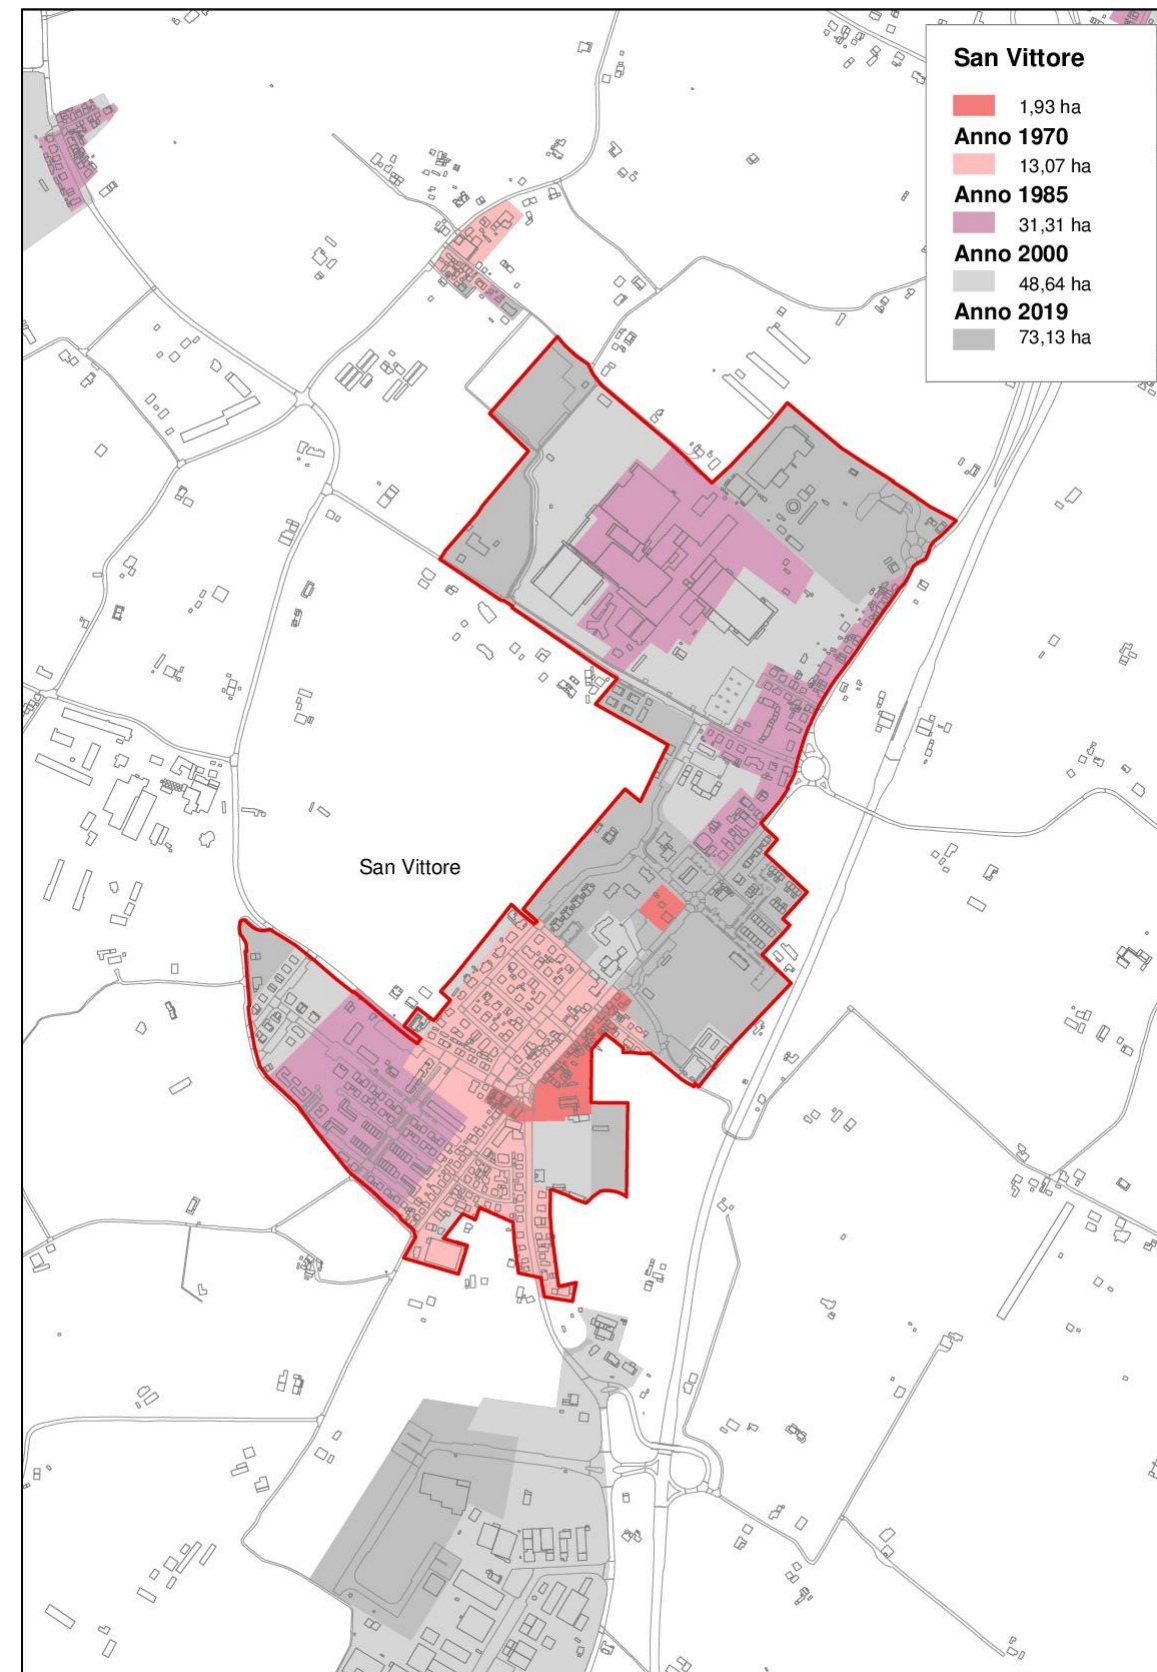 San Vittore
1,93 ha
Anno 1970
13,07 ha
Anno 1985
31,31 ha
Anno 2000
48,64 ha
Anno 2019
73,13 ha
San Vittore